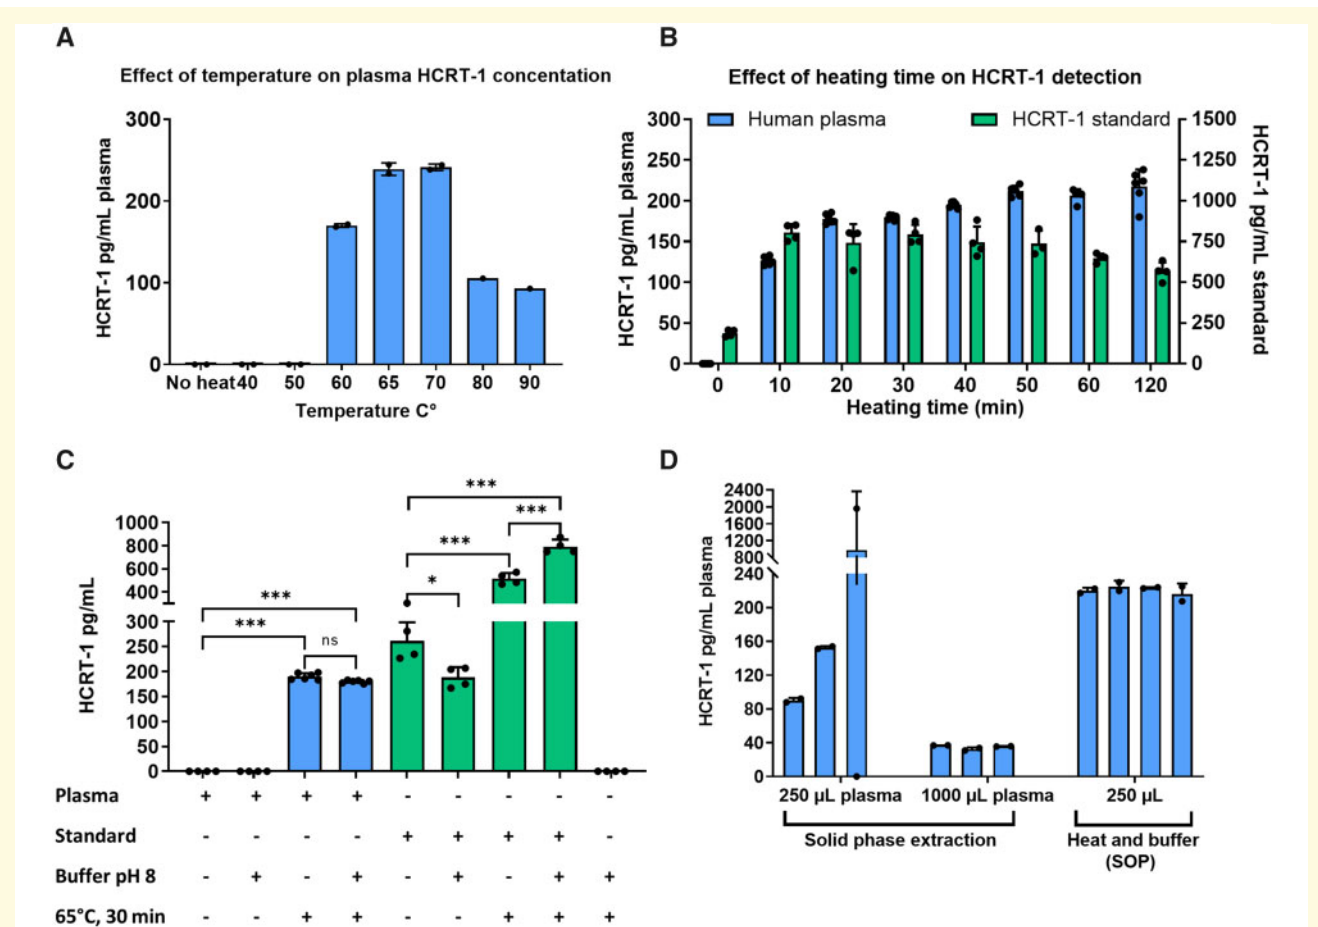 A
Effect of temperature on plasma HCRT-1 concentation
HCRT-1 pg/mL plasma
300
200
100
0
No heat 40 50 60 65 70 80 90
Temperature C°
B
Effect of heating time on HCRT-1 detection
Human plasma
HCRT-1 standard
HCRT-1 pg/mL plasma
300
250
200
150
100
50
0
1500
1250
1000
750
500
250
0
HCRT-1 pg/mL standard
0 10 20 30 40 50 60 120
Heating time (min)
C
HCRT-1 pg/mL
1000
800
600
400
300
250
200
150
100
50
0
***
***
ns
*
***
***
***
Plasma + + + + - - - - -
Standard - - - - + + + + -
Buffer pH 8 - + - + - + - + +
65°C, 30 min - - + + - - + + +
D
HCRT-1 pg/mL plasma
2400
2000
1600
1200
800
240
200
160
120
80
40
0
250 µL plasma 1000 µL plasma 250 µL
Solid phase extraction
Heat and buffer
(SOP)